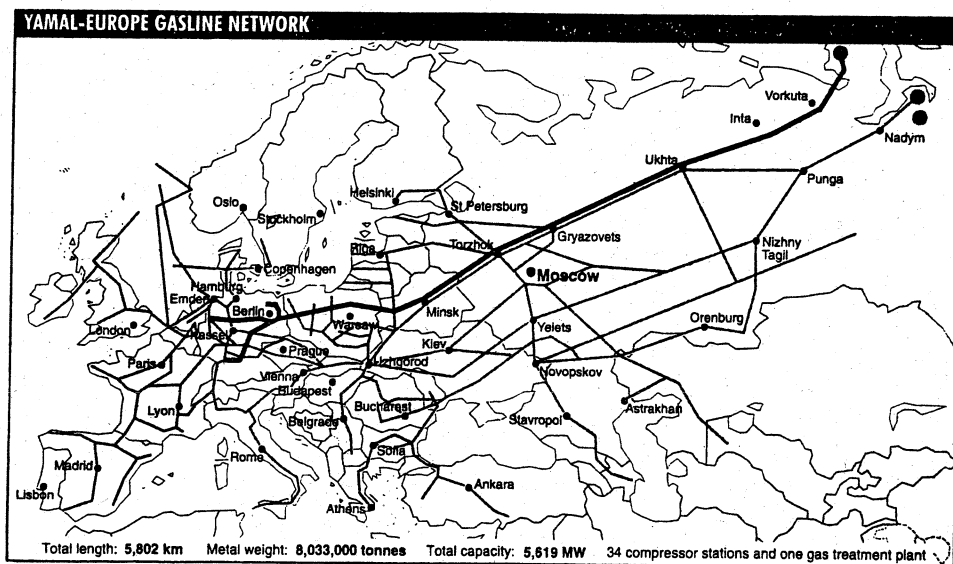 YAMAL-EUROPE GASLINE NETWORK
Vorkuta
Inta
Nadym
Ukhta
Punga
Helsinki
Oslo
St Petersburg
Stockholm
Gryazovets
Riga
Torzhok
Nizhny
Tagil
Copenhagen
Moscow
Hamburg
Emden
Berlin
Minsk
Warsaw
Orenburg
London
Kassel
Yelets
Kiev
Prague
Paris
Uzhgorod
Novopskov
Vienna
Budapest
Lyon
Bucharest
Astrakhan
Belgrade
Stavropol
Rome
Sofia
Madrid
Ankara
Lisbon
Athens
Total length: 5,802 km Metal weight: 8,033,000 tonnes Total capacity: 5,619 MW 34 compressor stations and one gas treatment plant